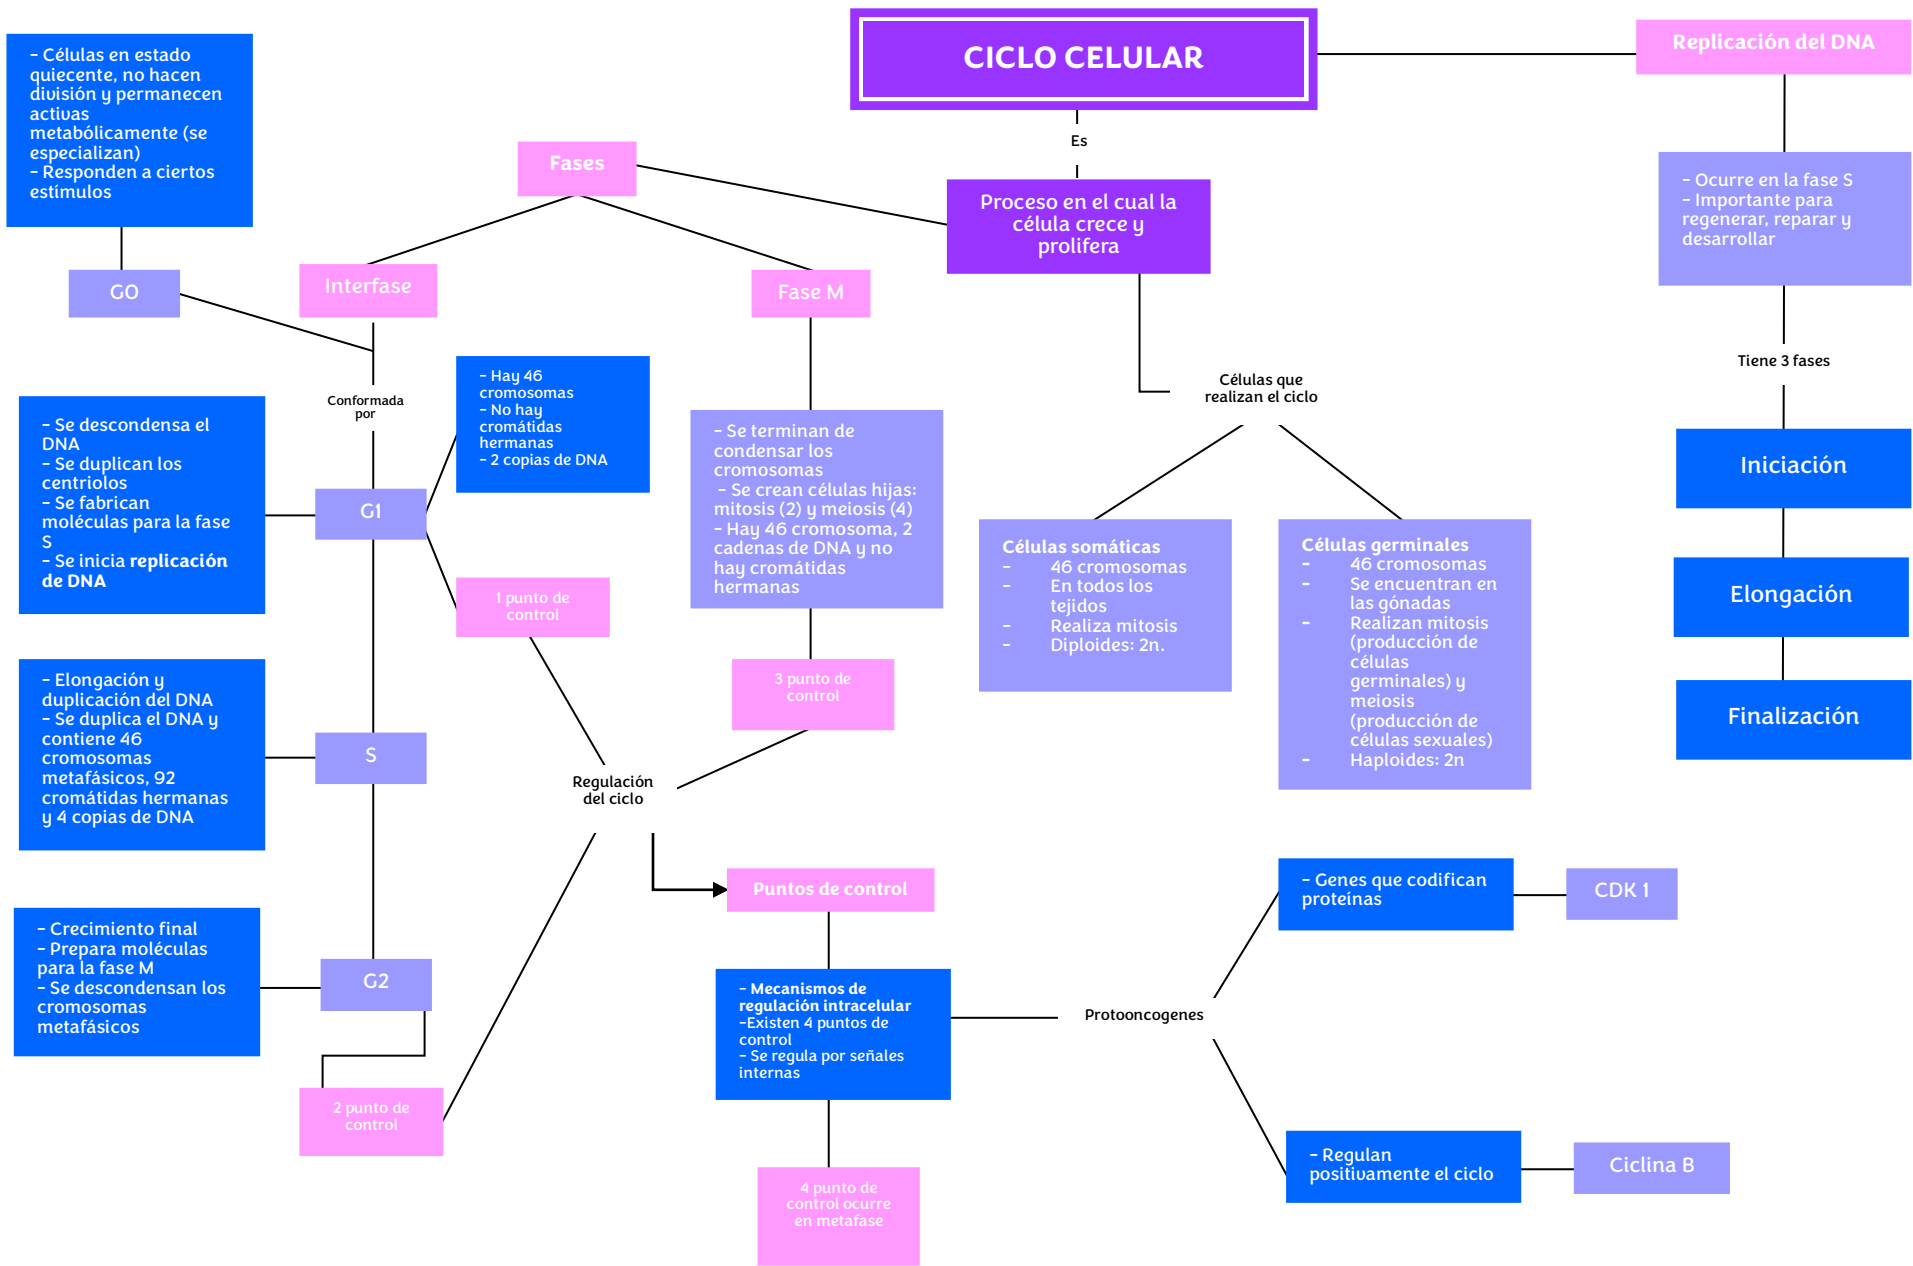 CICLO CELULAR
Replicación del DNA
- Células en estado
quiecente, no hacen
división y permanecen
activas
metabólicamente (se
especializan)
- Responden a ciertos
estímulos
Es
Fases
Proceso en el cual la
célula crece y
prolifera
- Ocurre en la fase S
- Importante para
regenerar, reparar y
desarrollar
G0
Interfase
Fase M
Tiene 3 fases
Conformada
por
- Hay 46
cromosomas
- No hay
cromátidas
hermanas
- 2 copias de DNA
Células que
realizan el ciclo
- Se descondensa el
DNA
- Se duplican los
centriolos
- Se fabrican
moléculas para la fase
S
- Se inicia replicación
de DNA
G1
- Se terminan de
condensar los
cromosomas
- Se crean células hijas:
mitosis (2) y meiosis (4)
- Hay 46 cromosoma, 2
cadenas de DNA y no
hay cromátidas
hermanas
Iniciación
Células somáticas
- 46 cromosomas
- En todos los
tejidos
- Realiza mitosis
- Diploides: 2n.
Células germinales
- 46 cromosomas
- Se encuentran en
las gónadas
- Realizan mitosis
(producción de
células
germinales) y
meiosis
(producción de
células sexuales)
- Haploides: 2n
Elongación
1 punto de
control
3 punto de
control
Finalización
- Elongación y
duplicación del DNA
- Se duplica el DNA y
contiene 46
cromosomas
metafásicos, 92
cromátidas hermanas
y 4 copias de DNA
S
Regulación
del ciclo
Puntos de control
- Genes que codifican
proteínas
CDK 1
- Crecimiento final
- Prepara moléculas
para la fase M
- Se descondensan los
cromosomas
metafásicos
G2
- Mecanismos de
regulación intracelular
-Existen 4 puntos de
control
- Se regula por señales
internas
Protooncogenes
2 punto de
control
- Regulan
positivamente el ciclo
Ciclina B
4 punto de
control ocurre
en metafase